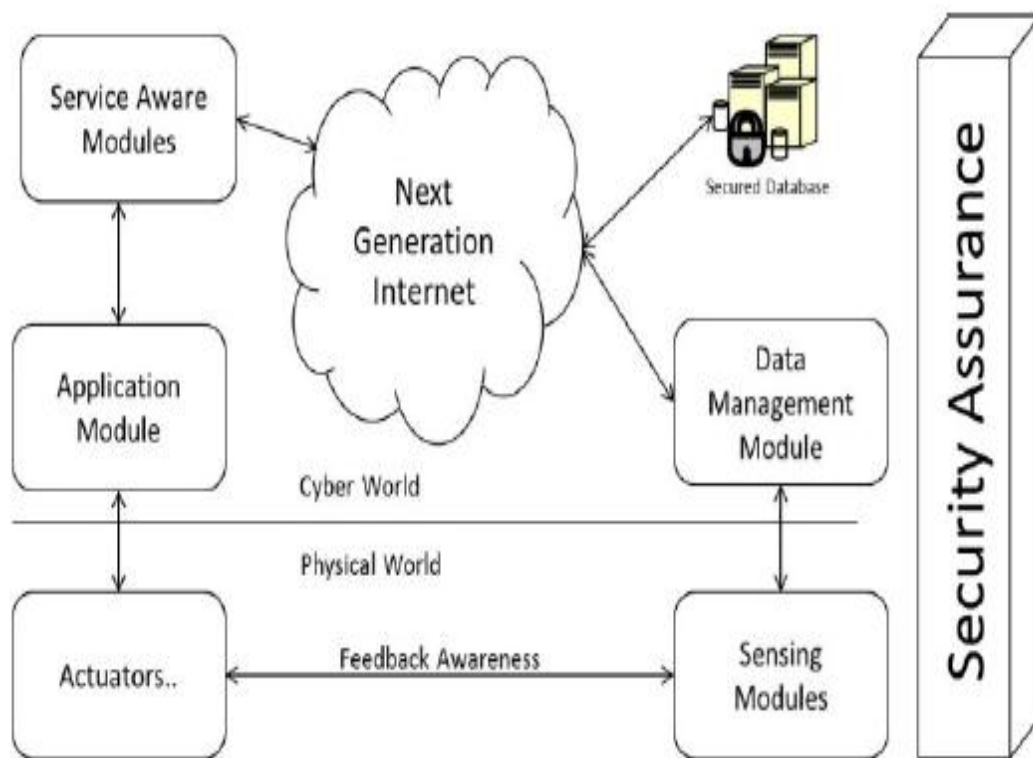 Service Aware
Modules
Next
Generation
Internet
Secured Database
Application
Module
Data
Management
Module
Cyber World
Physical World
Actuators..
Feedback Awareness
Sensing
Modules
Security Assurance